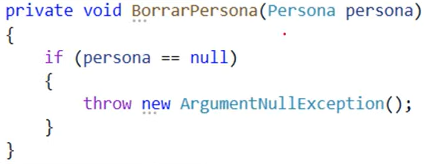 private void BorrarPersona(Persona persona)
{
    if (persona == null)
    {
        throw new ArgumentNullException();
    }
}